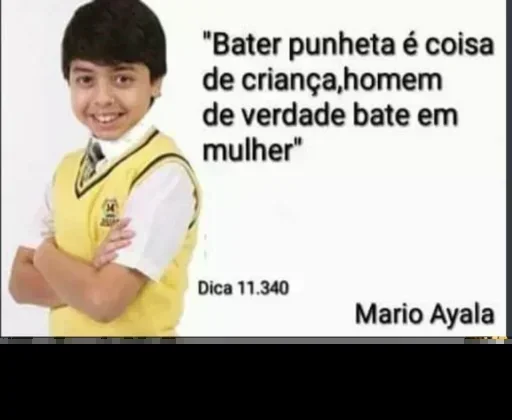 "Bater punheta é coisa
de criança,homem
de verdade bate em
mulher"
Dica 11.340
Mario Ayala